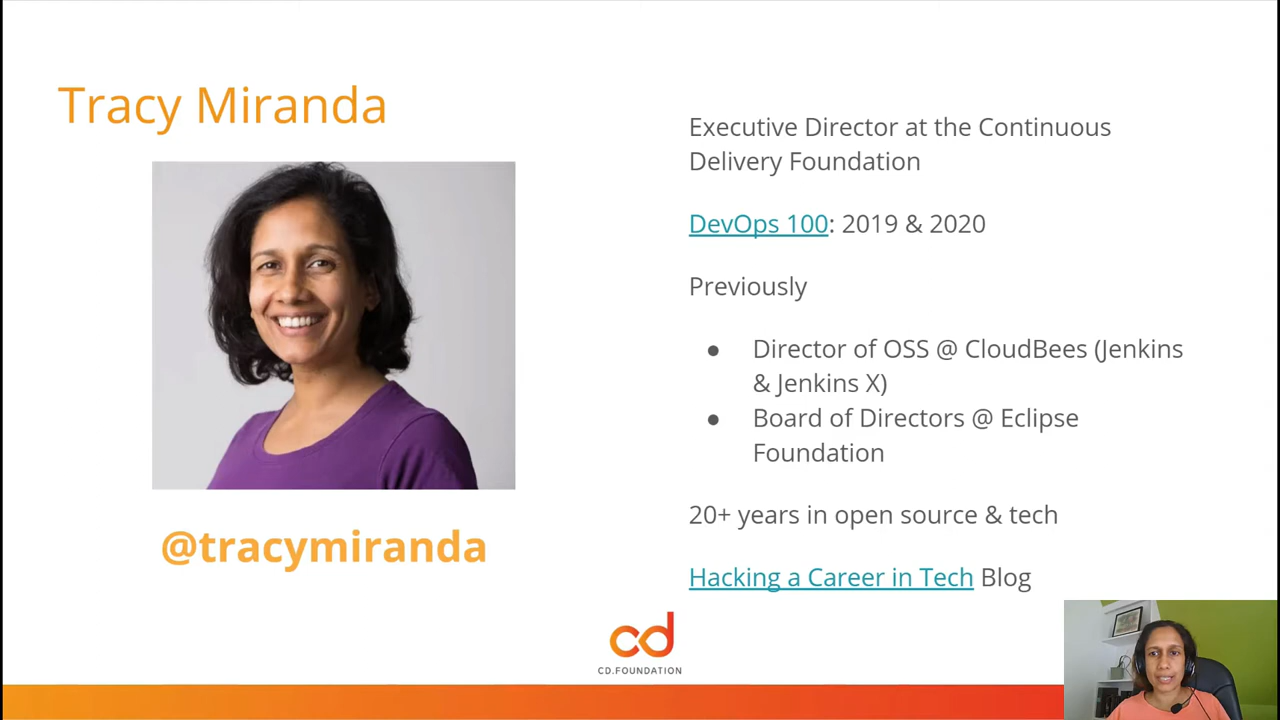 Tracy Miranda
@tracymiranda
Executive Director at the Continuous
Delivery Foundation
DevOps 100: 2019 & 2020
Previously
● Director of OSS @ CloudBees (Jenkins
& Jenkins X)
● Board of Directors @ Eclipse
Foundation
20+ years in open source & tech
Hacking a Career in Tech Blog
cd
CD.FOUNDATION